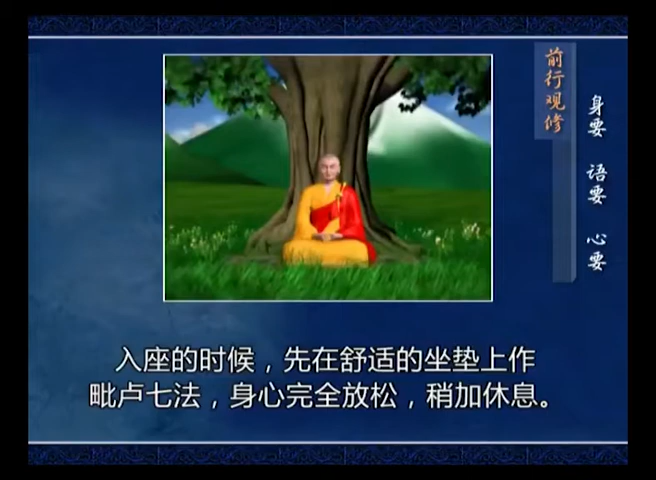 前行观修
身要 语要 心要
入座的时候，先在舒适的坐垫上作
毗卢七法，身心完全放松，稍加休息。